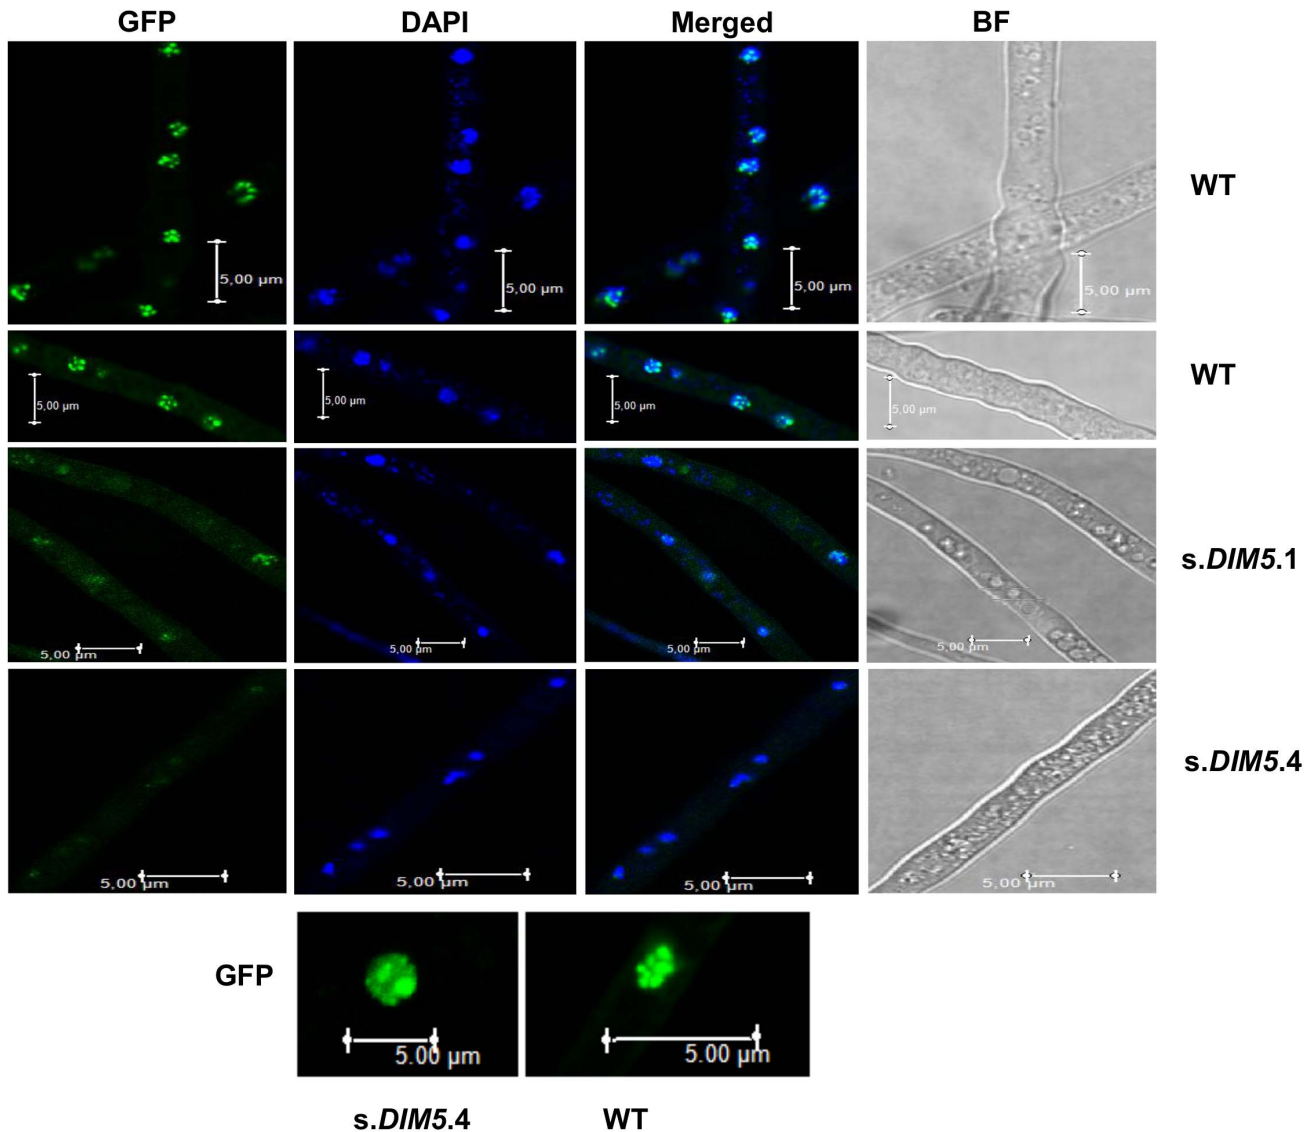 GFP DAPI Merged BF
5,00 µm 5,00 µm 5,00 µm 5,00 µm WT
5,00 µm 5,00 µm 5,00 µm 5,00 µm WT
5,00 µm 5,00 µm 5,00 µm 5,00 µm s.DIM5.1
5,00 µm 5,00 µm 5,00 µm 5,00 µm s.DIM5.4
GFP 5.00 µm 5.00 µm
s.DIM5.4 WT